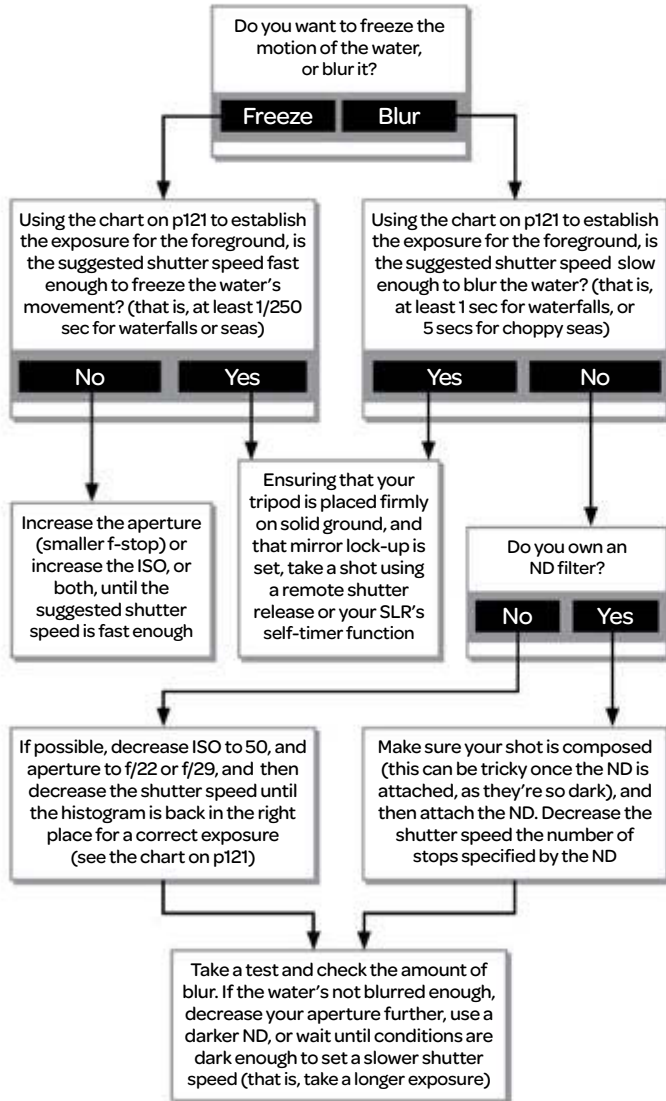 Do you want to freeze the
motion of the water,
or blur it?
Freeze
Blur
Using the chart on p121 to establish
the exposure for the foreground, is
the suggested shutter speed fast
enough to freeze the water's
movement? (that is, at least 1/250
sec for waterfalls or seas)
No
Yes
Using the chart on p121 to establish
the exposure for the foreground, is
the suggested shutter speed slow
enough to blur the water? (that is,
at least 1 sec for waterfalls, or
5 secs for choppy seas)
Yes
No
Increase the aperture
(smaller f-stop) or
increase the ISO, or
both, until the
suggested shutter
speed is fast enough
Ensuring that your
tripod is placed firmly
on solid ground, and
that mirror lock-up is
set, take a shot using
a remote shutter
release or your SLR's
self-timer function
Do you own an
ND filter?
No
Yes
If possible, decrease ISO to 50, and
aperture to f/22 or f/29, and then
decrease the shutter speed until
the histogram is back in the right
place for a correct exposure
(see the chart on p121)
Make sure your shot is composed
(this can be tricky once the ND is
attached, as they're so dark), and
then attach the ND. Decrease the
shutter speed the number of
stops specified by the ND
Take a test and check the amount of
blur. If the water's not blurred enough,
decrease your aperture further, use a
darker ND, or wait until conditions are
dark enough to set a slower shutter
speed (that is, take a longer exposure)